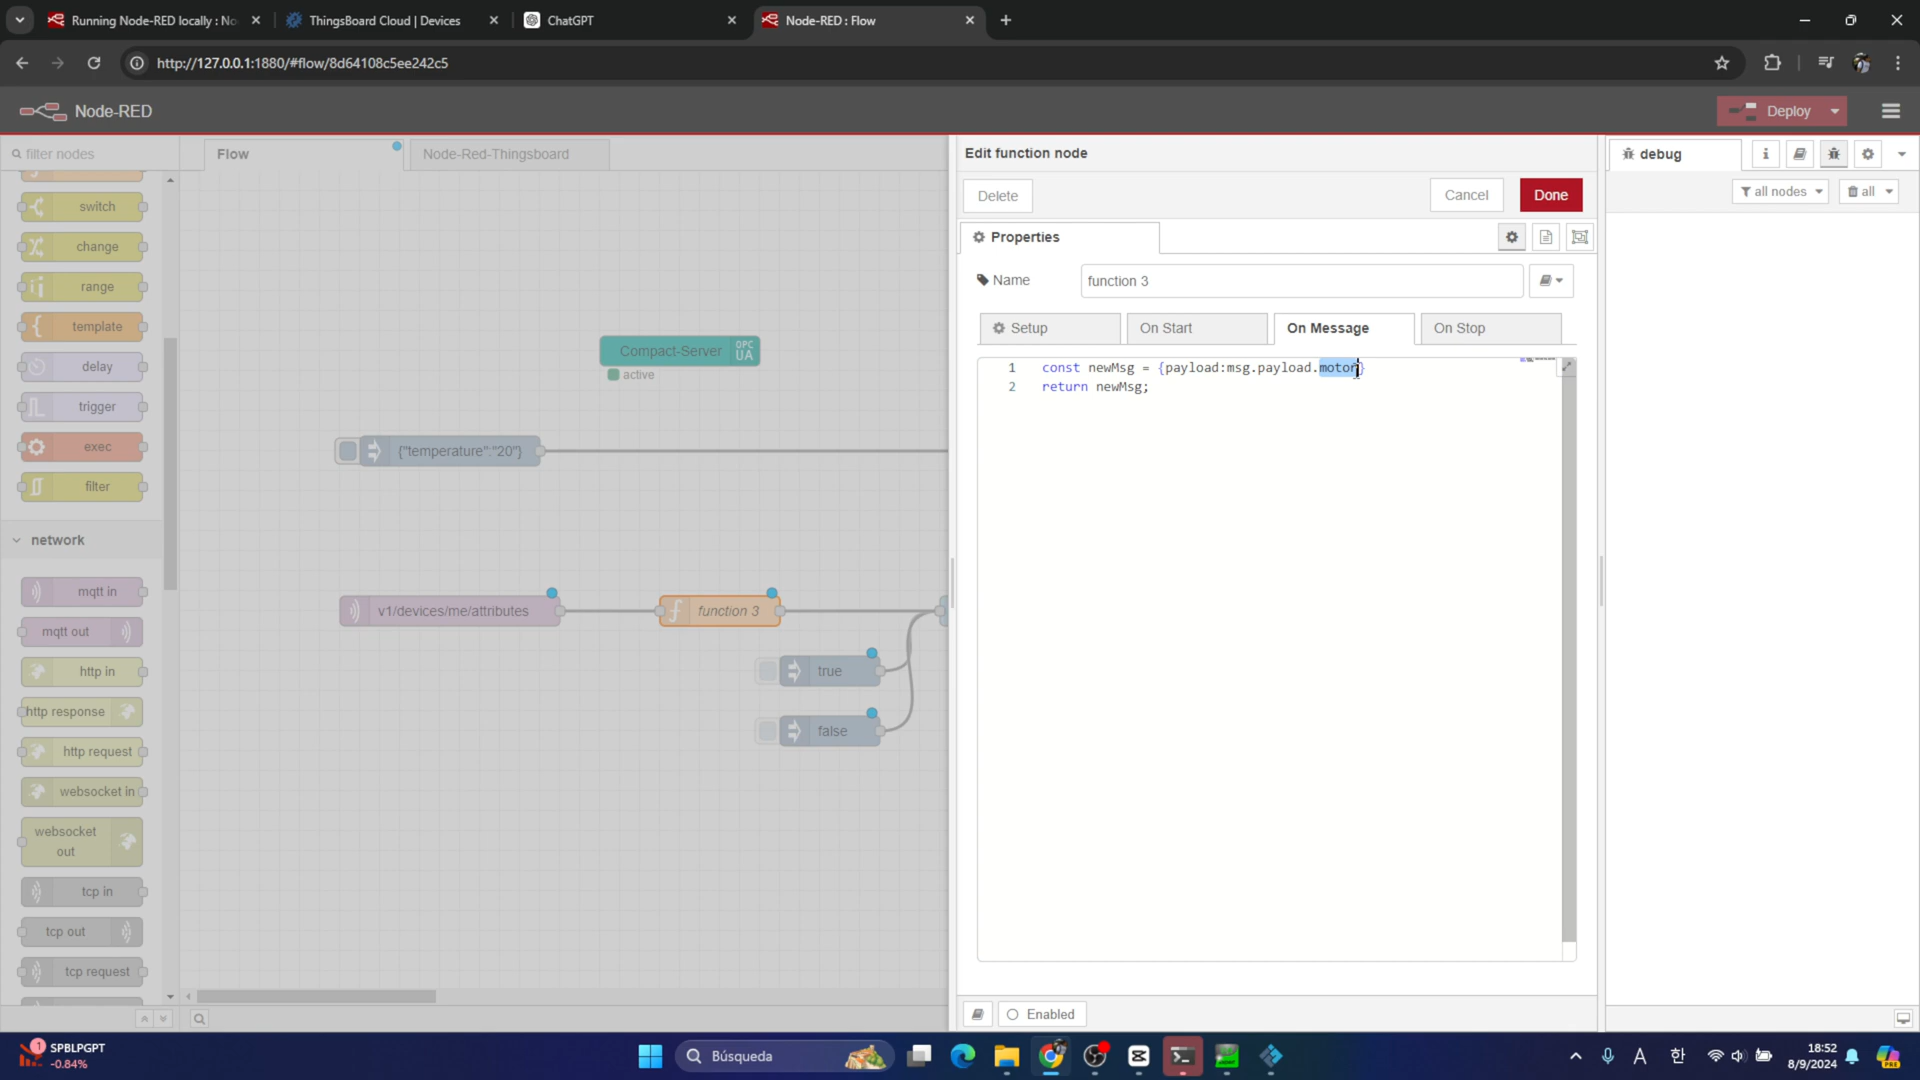 Running Node-RED locally : No
ThingsBoard Cloud | Devices
ChatGPT
Node-RED : Flow
http://127.0.0.1:1880/#flow/8d64108c5ee242c5
Node-RED
Deploy
filter nodes
Flow
Node-Red-Thingsboard
Edit function node
debug
i
Delete
Cancel
Done
all nodes
all
switch
change
range
template
delay
trigger
exec
filter
network
mqtt in
mqtt out
http in
http response
http request
websocket in
websocket
out
tcp in
tcp out
tcp request
Compact-Server
OPC
UA
active
{"temperature":"20"}
v1/devices/me/attributes
function 3
true
false
Properties
Name
function 3
Setup
On Start
On Message
On Stop
1 const newMsg = {payload:msg.payload.motor}
2 return newMsg;
Enabled
1
SPBLPGPT
-0.84%
Búsqueda
A
한
18:52
8/9/2024
PRE